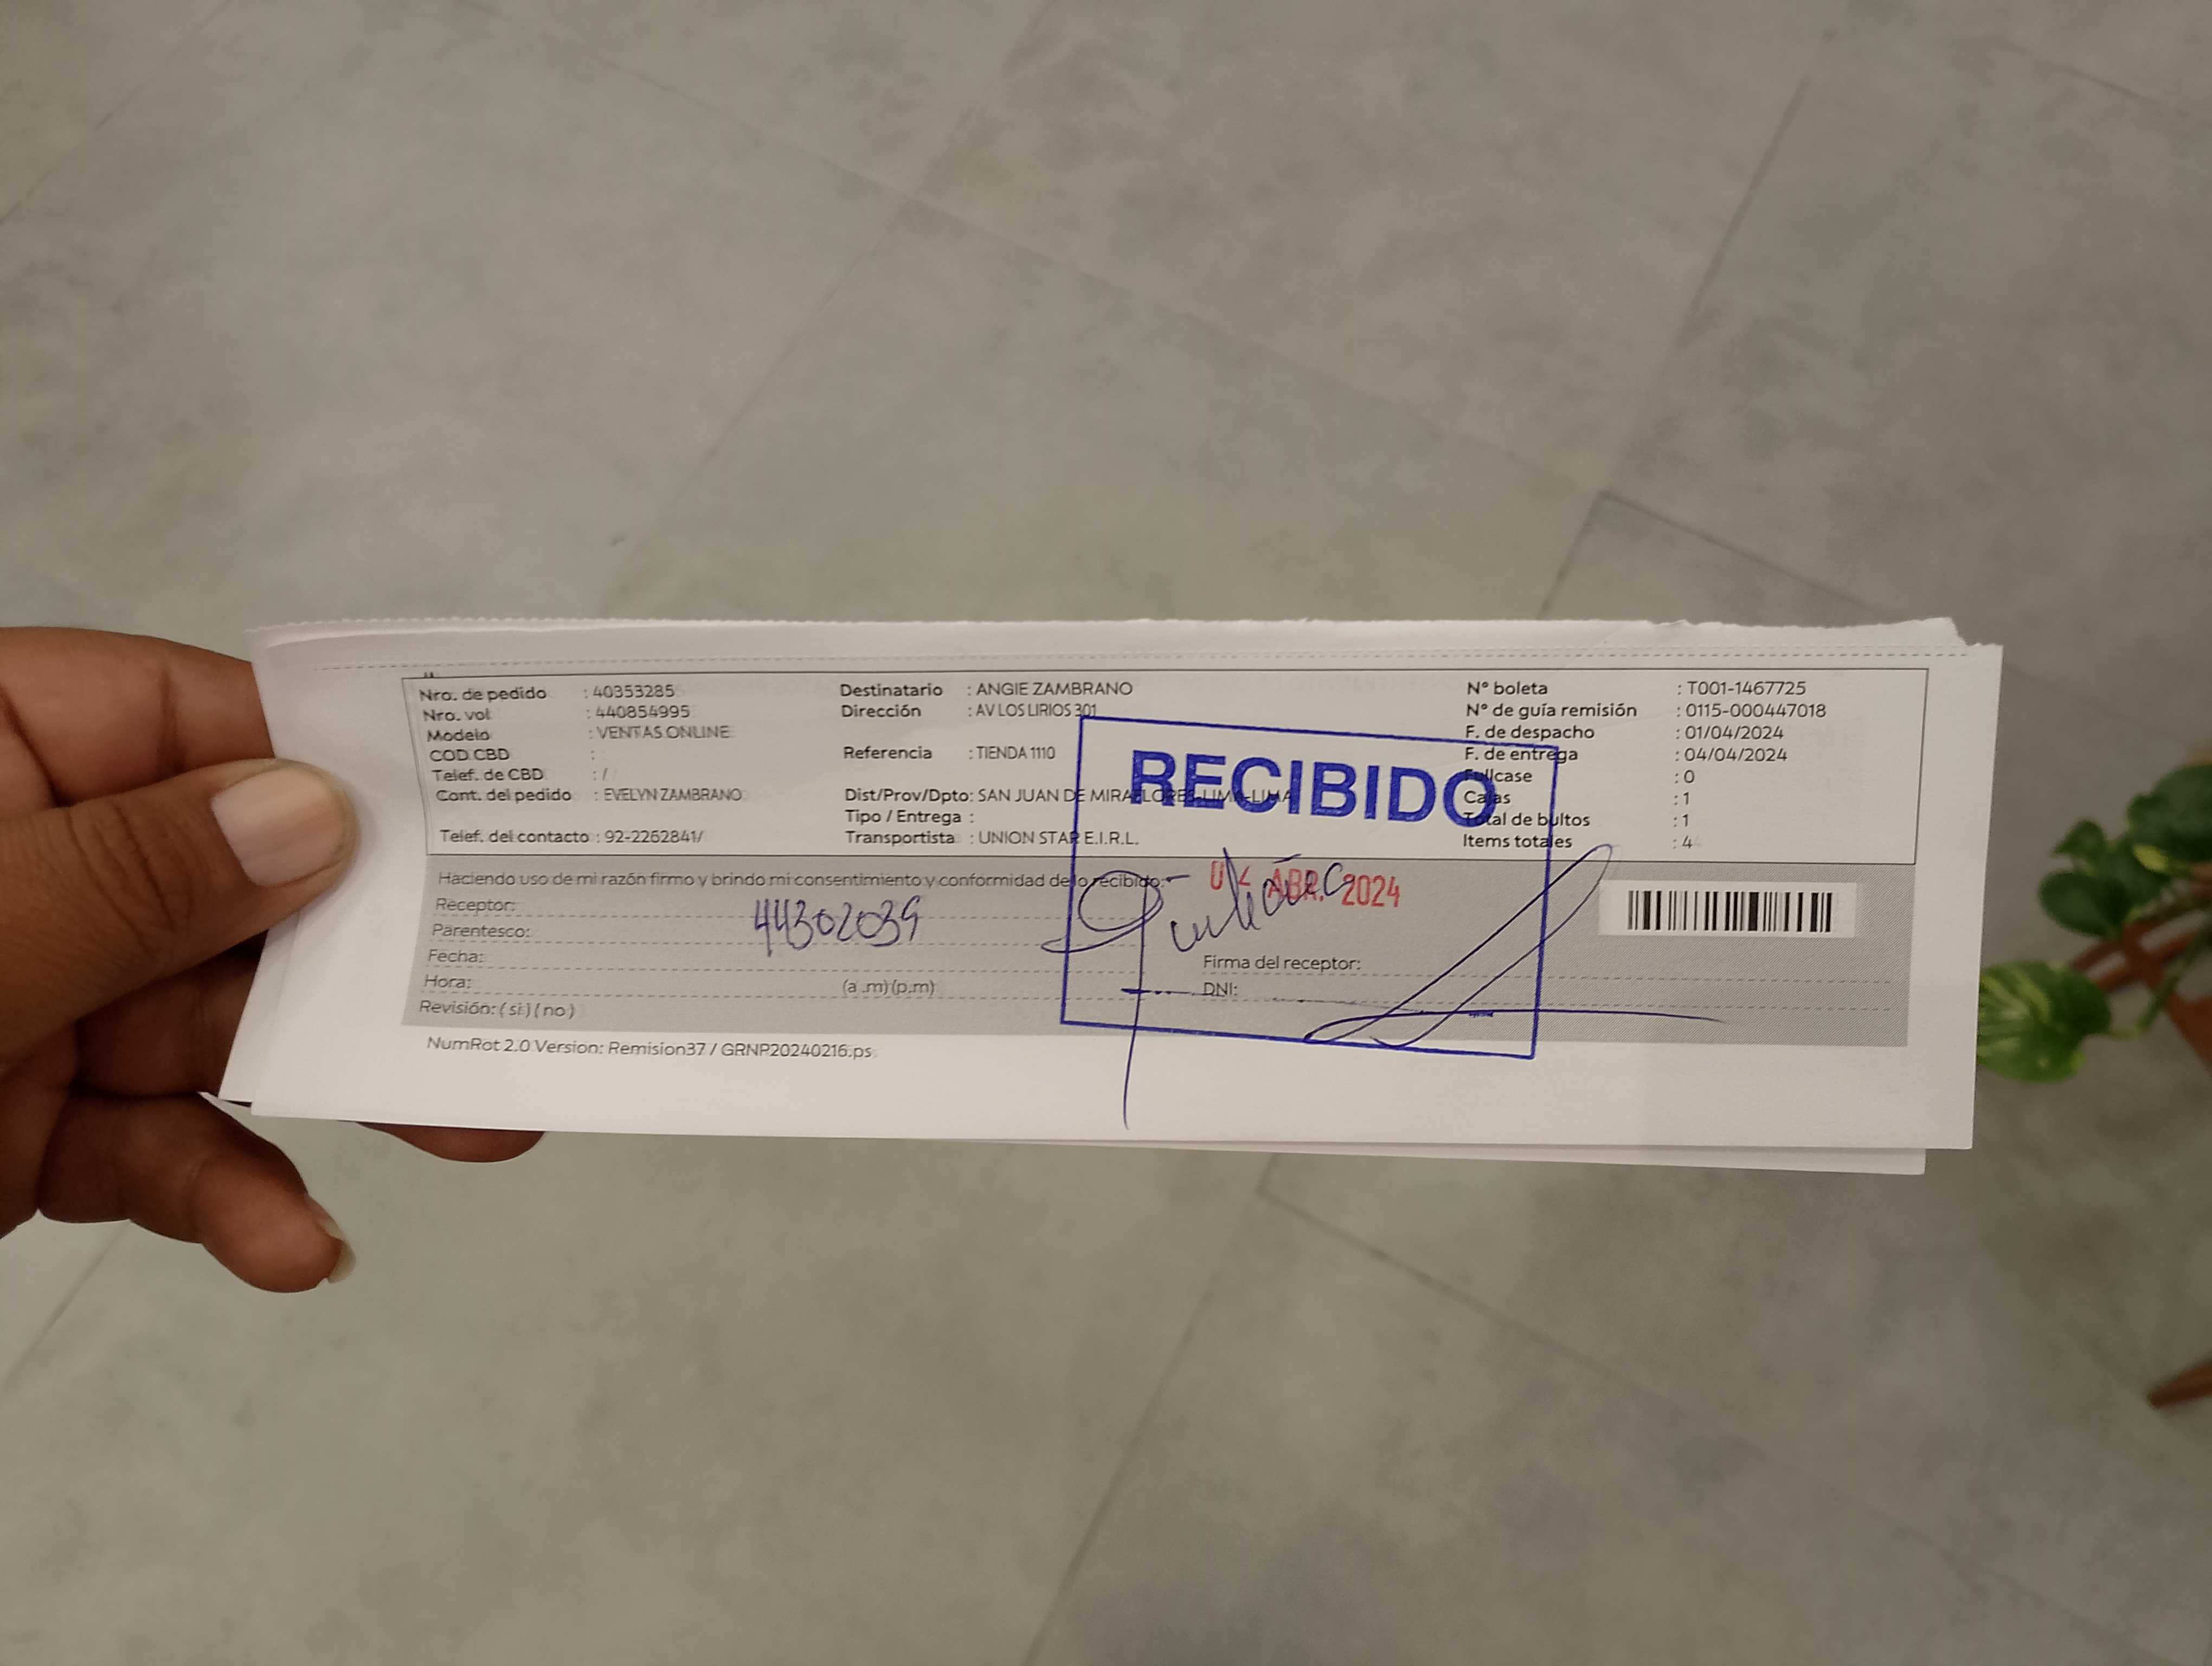 Nro. de pedido : 40353285
Nro. vol : 440854995
Modelo : VENTAS ONLINE
COD CBD :
Telef. de CBD : /
Cont. del pedido : EVELYN ZAMBRANO
Telef. del contacto : 92-2262841/
Destinatario : ANGIE ZAMBRANO
Dirección : AV LOS LIRIOS 301
Referencia : TIENDA 1110
Dist/Prov/Dpto: SAN JUAN DE MIRAFLORES-LIMA-LIMA
Tipo / Entrega :
Transportista : UNION STAR E.I.R.L.
N° boleta : T001-1467725
N° de guía remisión : 0115-000447018
F. de despacho : 01/04/2024
F. de entrega : 04/04/2024
Fullcase : 0
Cajas : 1
Total de bultos : 1
Items totales : 4
RECIBIDO
ABR. 2024
Haciendo uso de mi razón firmo y brindo mi consentimiento y conformidad de lo recibido:
Receptor:
44302039
Parentesco:
Fecha:
Hora: (a .m) (p.m)
Revisión: ( si ) ( no )
Firma del receptor:
DNI:
NumRot 2.0 Version: Remision37 / GRNP20240216.ps